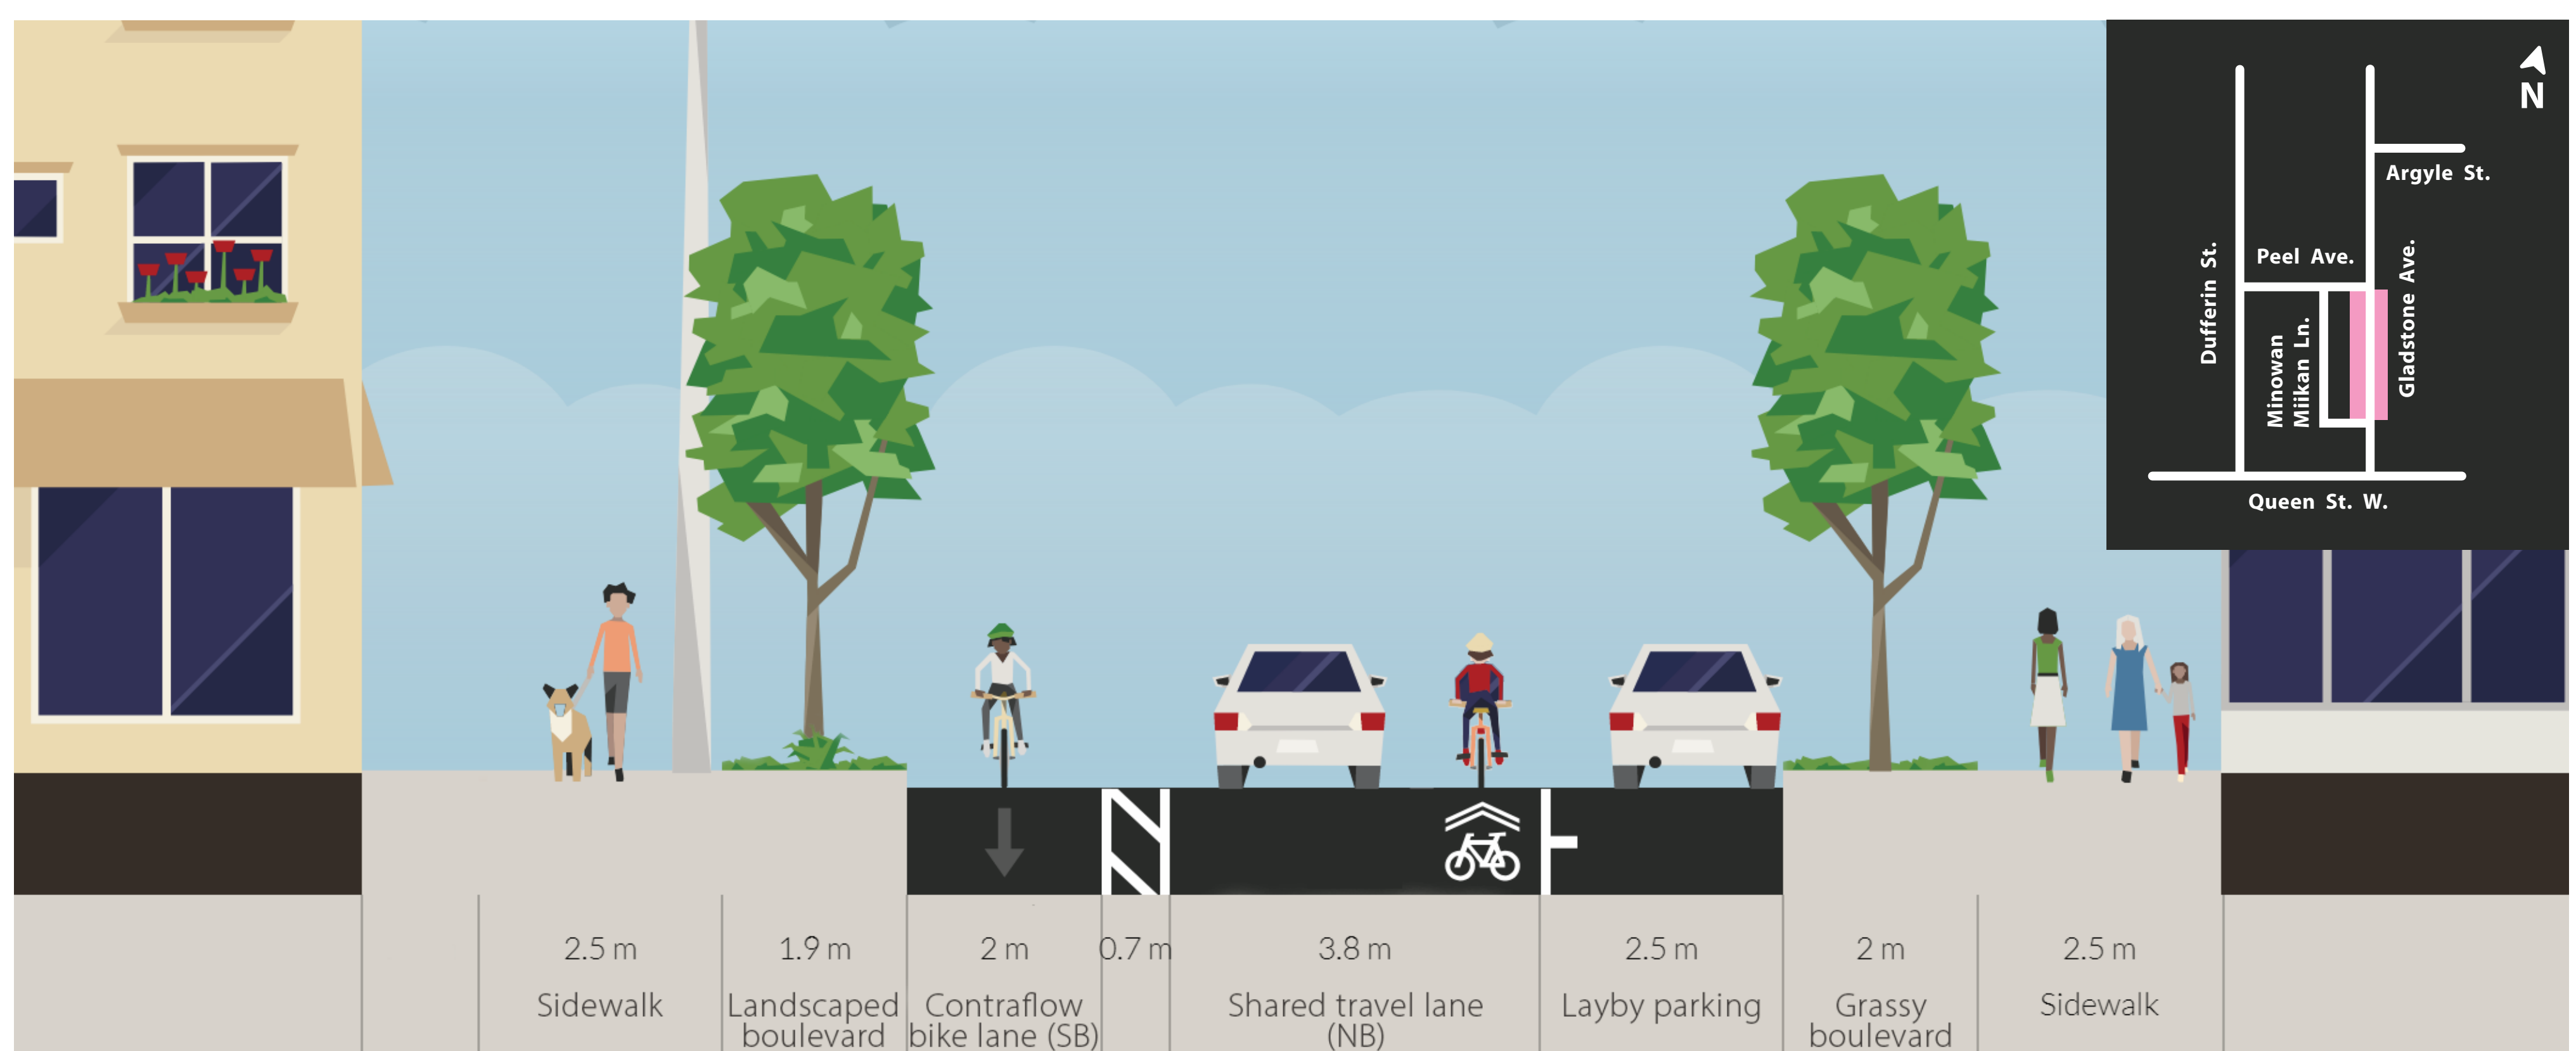 N
Argyle St.
Peel Ave.
Dufferin St.
Minowan
Miikan Ln.
Gladstone Ave.
Queen St. W.
2.5 m
1.9 m
2 m
0.7 m
3.8 m
2.5 m
2 m
2.5 m
Sidewalk
Landscaped
boulevard
Contraflow
bike lane (SB)
Shared travel lane
(NB)
Layby parking
Grassy
boulevard
Sidewalk